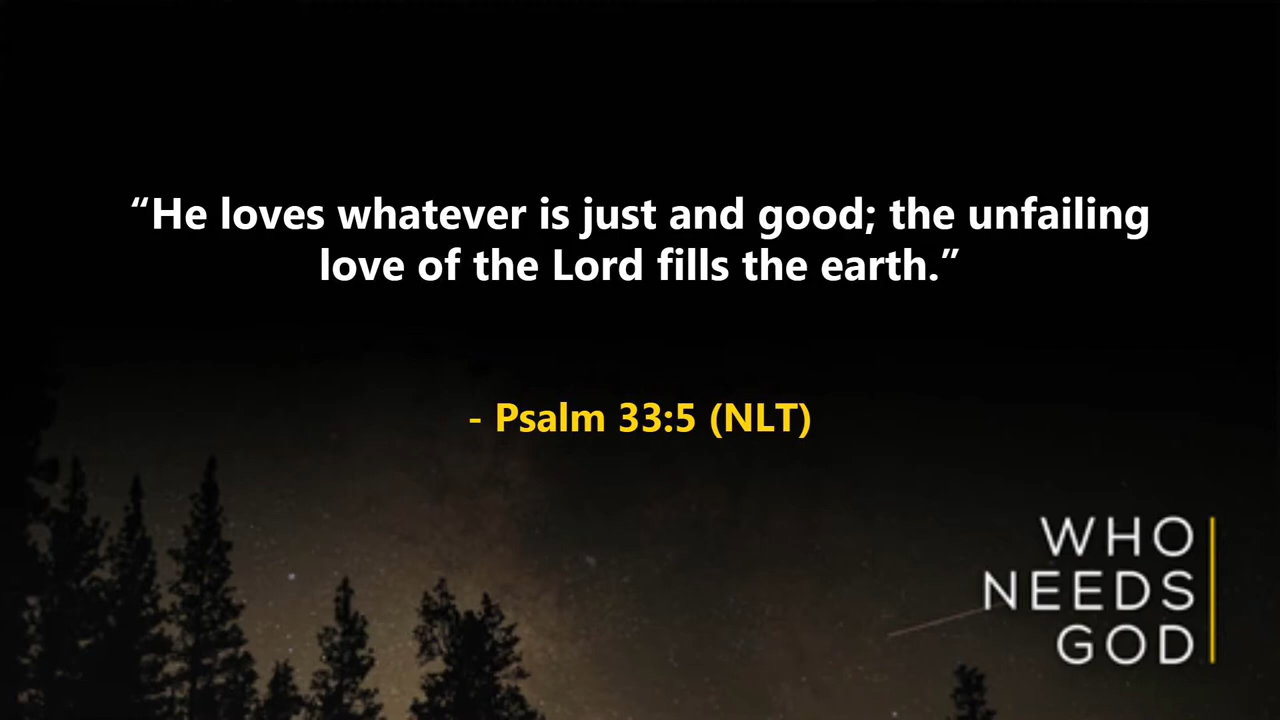 “He loves whatever is just and good; the unfailing
love of the Lord fills the earth.”
- Psalm 33:5 (NLT)
WHO
NEEDS
GOD